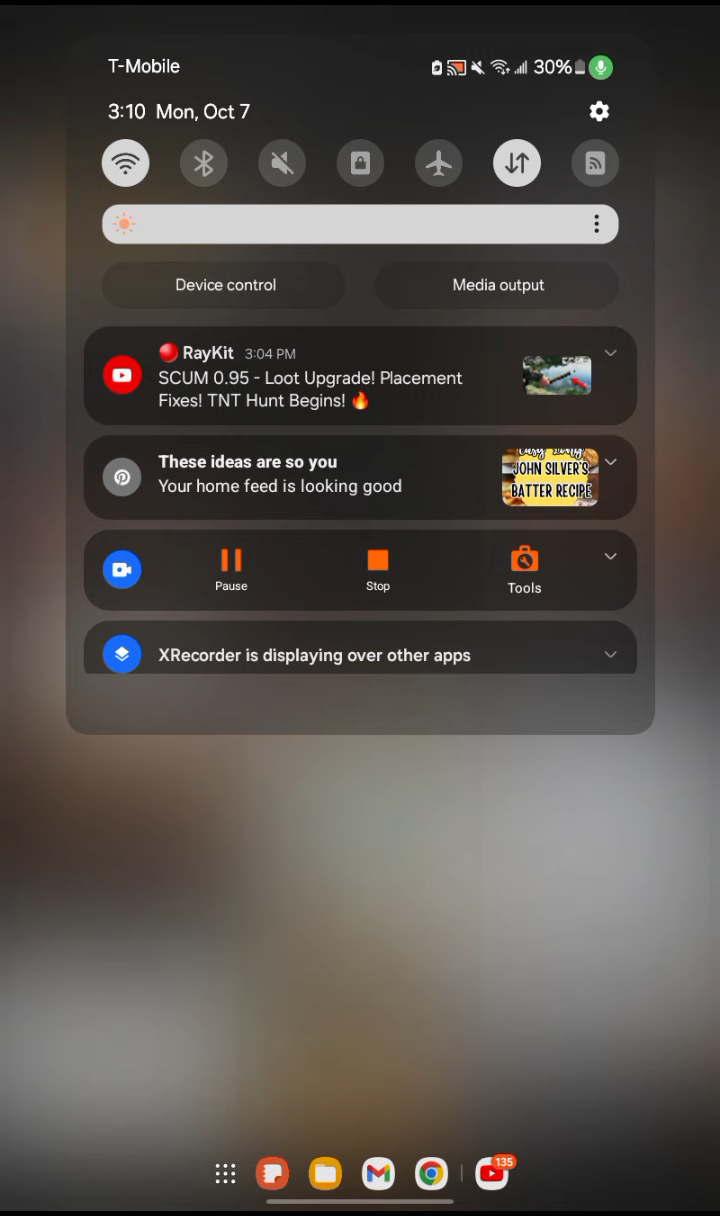 T-Mobile
30%
3:10 Mon, Oct 7
Device control
Media output
RayKit 3:04 PM
SCUM 0.95 - Loot Upgrade! Placement
Fixes! TNT Hunt Begins! 🔥
These ideas are so you
Your home feed is looking good
JOHN SILVER'S
BATTER RECIPE
Pause
Stop
Tools
XRecorder is displaying over other apps
135